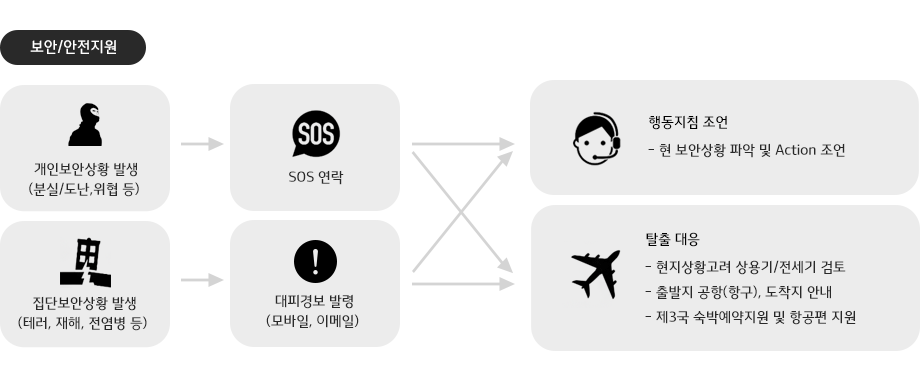 보안/안전지원
개인보안상황 발생
(분실/도난,위협 등)
SOS
SOS 연락
행동지침 조언
- 현 보안상황 파악 및 Action 조언
집단보안상황 발생
(테러, 재해, 전염병 등)
!
대피경보 발령
(모바일, 이메일)
탈출 대응
- 현지상황고려 상용기/전세기 검토
- 출발지 공항(항구), 도착지 안내
- 제3국 숙박예약지원 및 항공편 지원